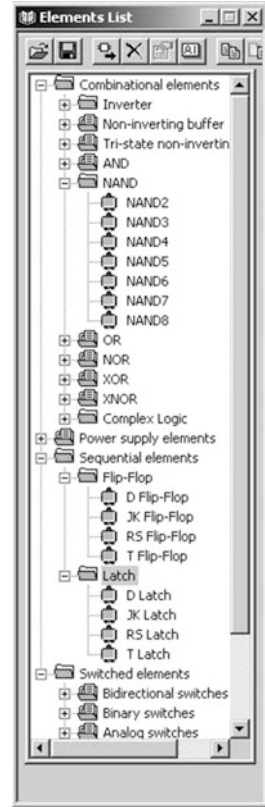 Elements List
Combinational elements
Inverter
Non-inverting buffer
Tri-state non-invertin
AND
NAND
NAND2
NAND3
NAND4
NAND5
NAND6
NAND7
NAND8
OR
NOR
XOR
XNOR
Complex Logic
Power supply elements
Sequential elements
Flip-Flop
D Flip-Flop
JK Flip-Flop
RS Flip-Flop
T Flip-Flop
Latch
D Latch
JK Latch
RS Latch
T Latch
Switched elements
Bidirectional switches
Binary switches
Analog switches